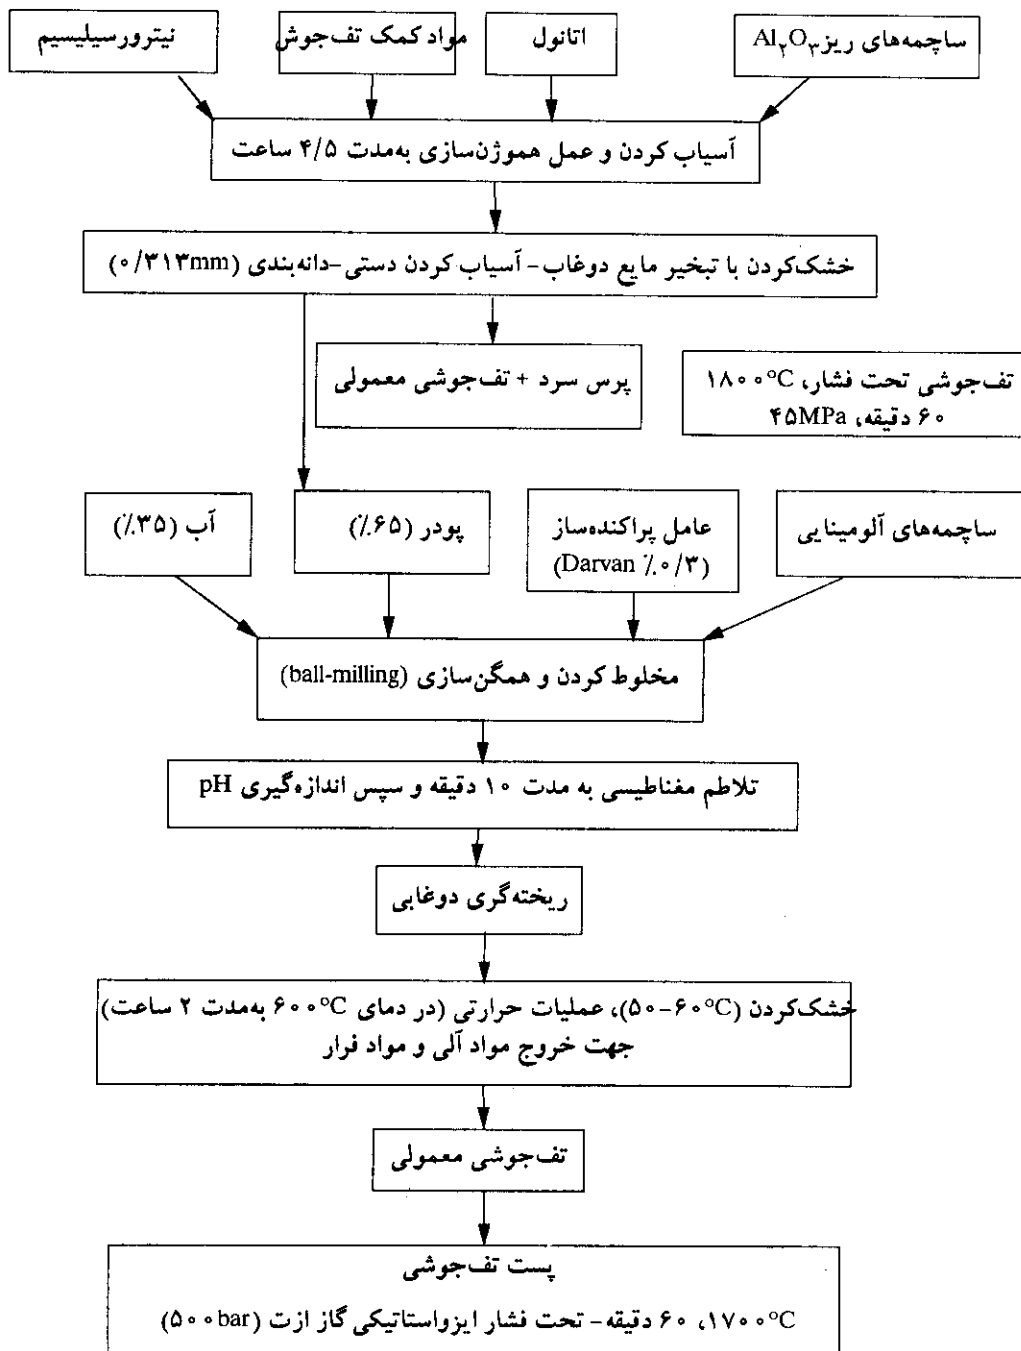 ساچمه‌های ریز Al۲O۳
اتانول
مواد کمک تف‌جوش
نیترورسیلیسیم
آسیاب کردن و عمل هموژن‌سازی به‌مدت ۴/۵ ساعت
خشک‌کردن با تبخیر مایع دوغاب- آسیاب کردن دستی-دانه‌بندی (۰/۳۱۳mm)
تف‌جوشی تحت فشار، ۱۸۰۰°C
۶۰ دقیقه، ۴۵MPa
پرس سرد + تف‌جوشی معمولی
ساچمه‌های آلومینایی
عامل پراکنده‌ساز
(Darvan ٪۰/۳)
پودر (۶۵٪)
آب (۳۵٪)
مخلوط کردن و همگن‌سازی (ball-milling)
تلاطم مغناطیسی به مدت ۱۰ دقیقه و سپس اندازه‌گیری pH
ریخته‌گری دوغابی
خشک‌کردن (۵۰-۶۰°C)، عملیات حرارتی (در دمای ۶۰۰°C به‌مدت ۲ ساعت)
جهت خروج مواد آلی و مواد فرار
تف‌جوشی معمولی
پست تف‌جوشی
۱۷۰۰°C، ۶۰ دقیقه- تحت فشار ایزواستاتیکی گاز ازت (۵۰۰bar)